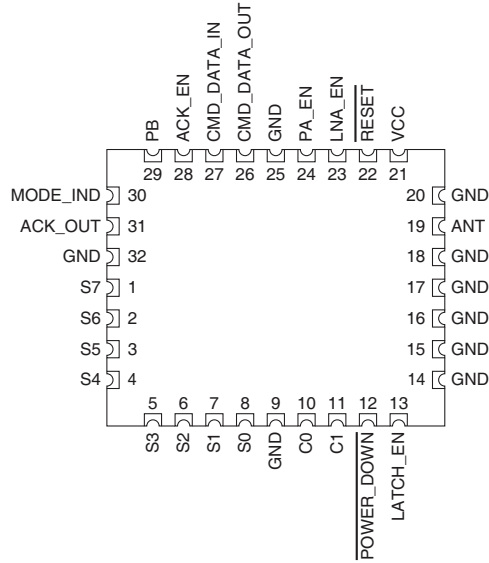 PB
ACK_EN
CMD_DATA_IN
CMD_DATA_OUT
GND
PA_EN
LNA_EN
RESET
VCC
29 28 27 26 25 24 23 22 21
MODE_IND 30
ACK_OUT 31
GND 32
S7 1
S6 2
S5 3
S4 4
20 GND
19 ANT
18 GND
17 GND
16 GND
15 GND
14 GND
5 6 7 8 9 10 11 12 13
S3
S2
S1
S0
GND
C0
C1
POWER_DOWN
LATCH_EN